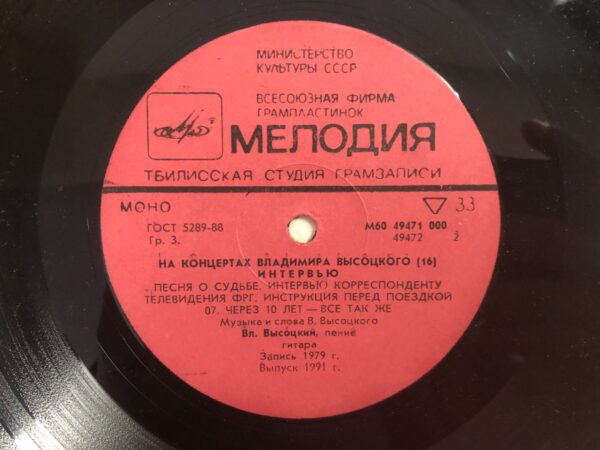 МИНИСТЕРСТВО
КУЛЬТУРЫ СССР
ВСЕСОЮЗНАЯ ФИРМА
ГРАМПЛАСТИНОК
МЕЛОДИЯ
ТБИЛИССКАЯ СТУДИЯ ГРАМЗАПИСИ
МОНО 33
ГОСТ 5289-88 М60 49471 000
Гр. 3. 49472 2
НА КОНЦЕРТАХ ВЛАДИМИРА ВЫСОЦКОГО (16)
ИНТЕРВЬЮ
ПЕСНЯ О СУДЬБЕ. ИНТЕРВЬЮ КОРРЕСПОНДЕНТУ
ТЕЛЕВИДЕНИЯ ФРГ. ИНСТРУКЦИЯ ПЕРЕД ПОЕЗДКОЙ
07. ЧЕРЕЗ 10 ЛЕТ — ВСЕ ТАК ЖЕ
Музыка и слова В. Высоцкого
Вл. Высоцкий, пение
гитара
Запись 1979 г.
Выпуск 1991 г.